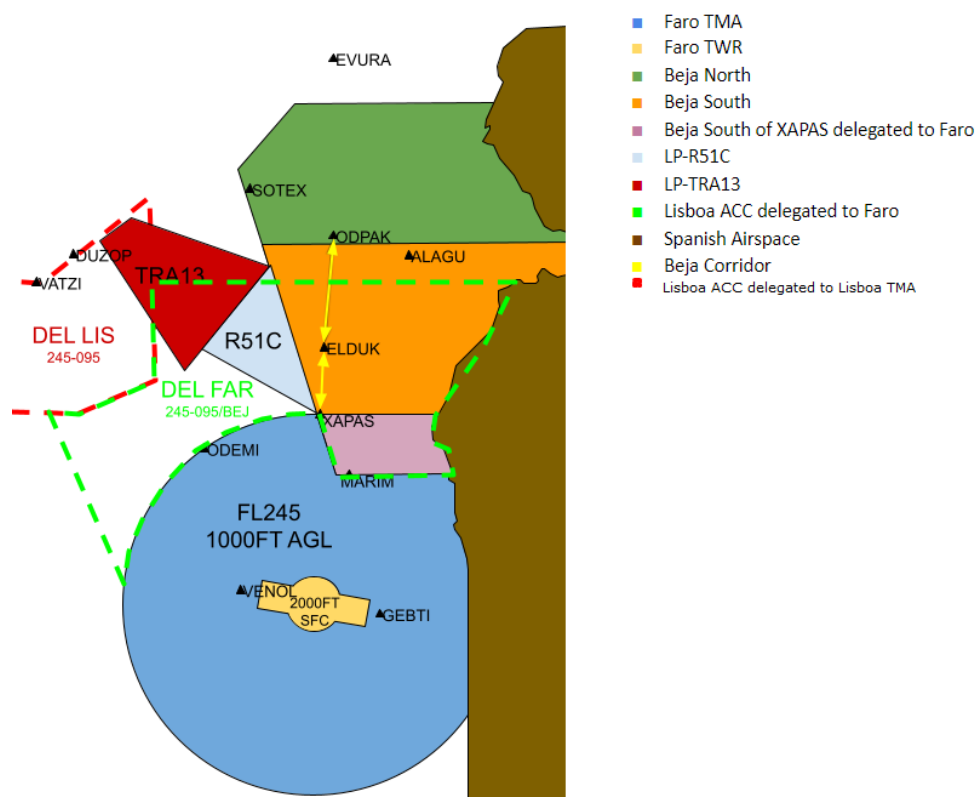 EVURA
SOTEX
ODPAK
ALAGU
DUZOP
VATZI
TRA13
R51C
ELDUK
DEL LIS
245-095
DEL FAR
245-095/BEJ
XAPAS
ODEMI
MARIM
FL245
1000FT AGL
VENOL
2000FT
SFC
GEBTI
Faro TMA
Faro TWR
Beja North
Beja South
Beja South of XAPAS delegated to Faro
LP-R51C
LP-TRA13
Lisboa ACC delegated to Faro
Spanish Airspace
Beja Corridor
Lisboa ACC delegated to Lisboa TMA